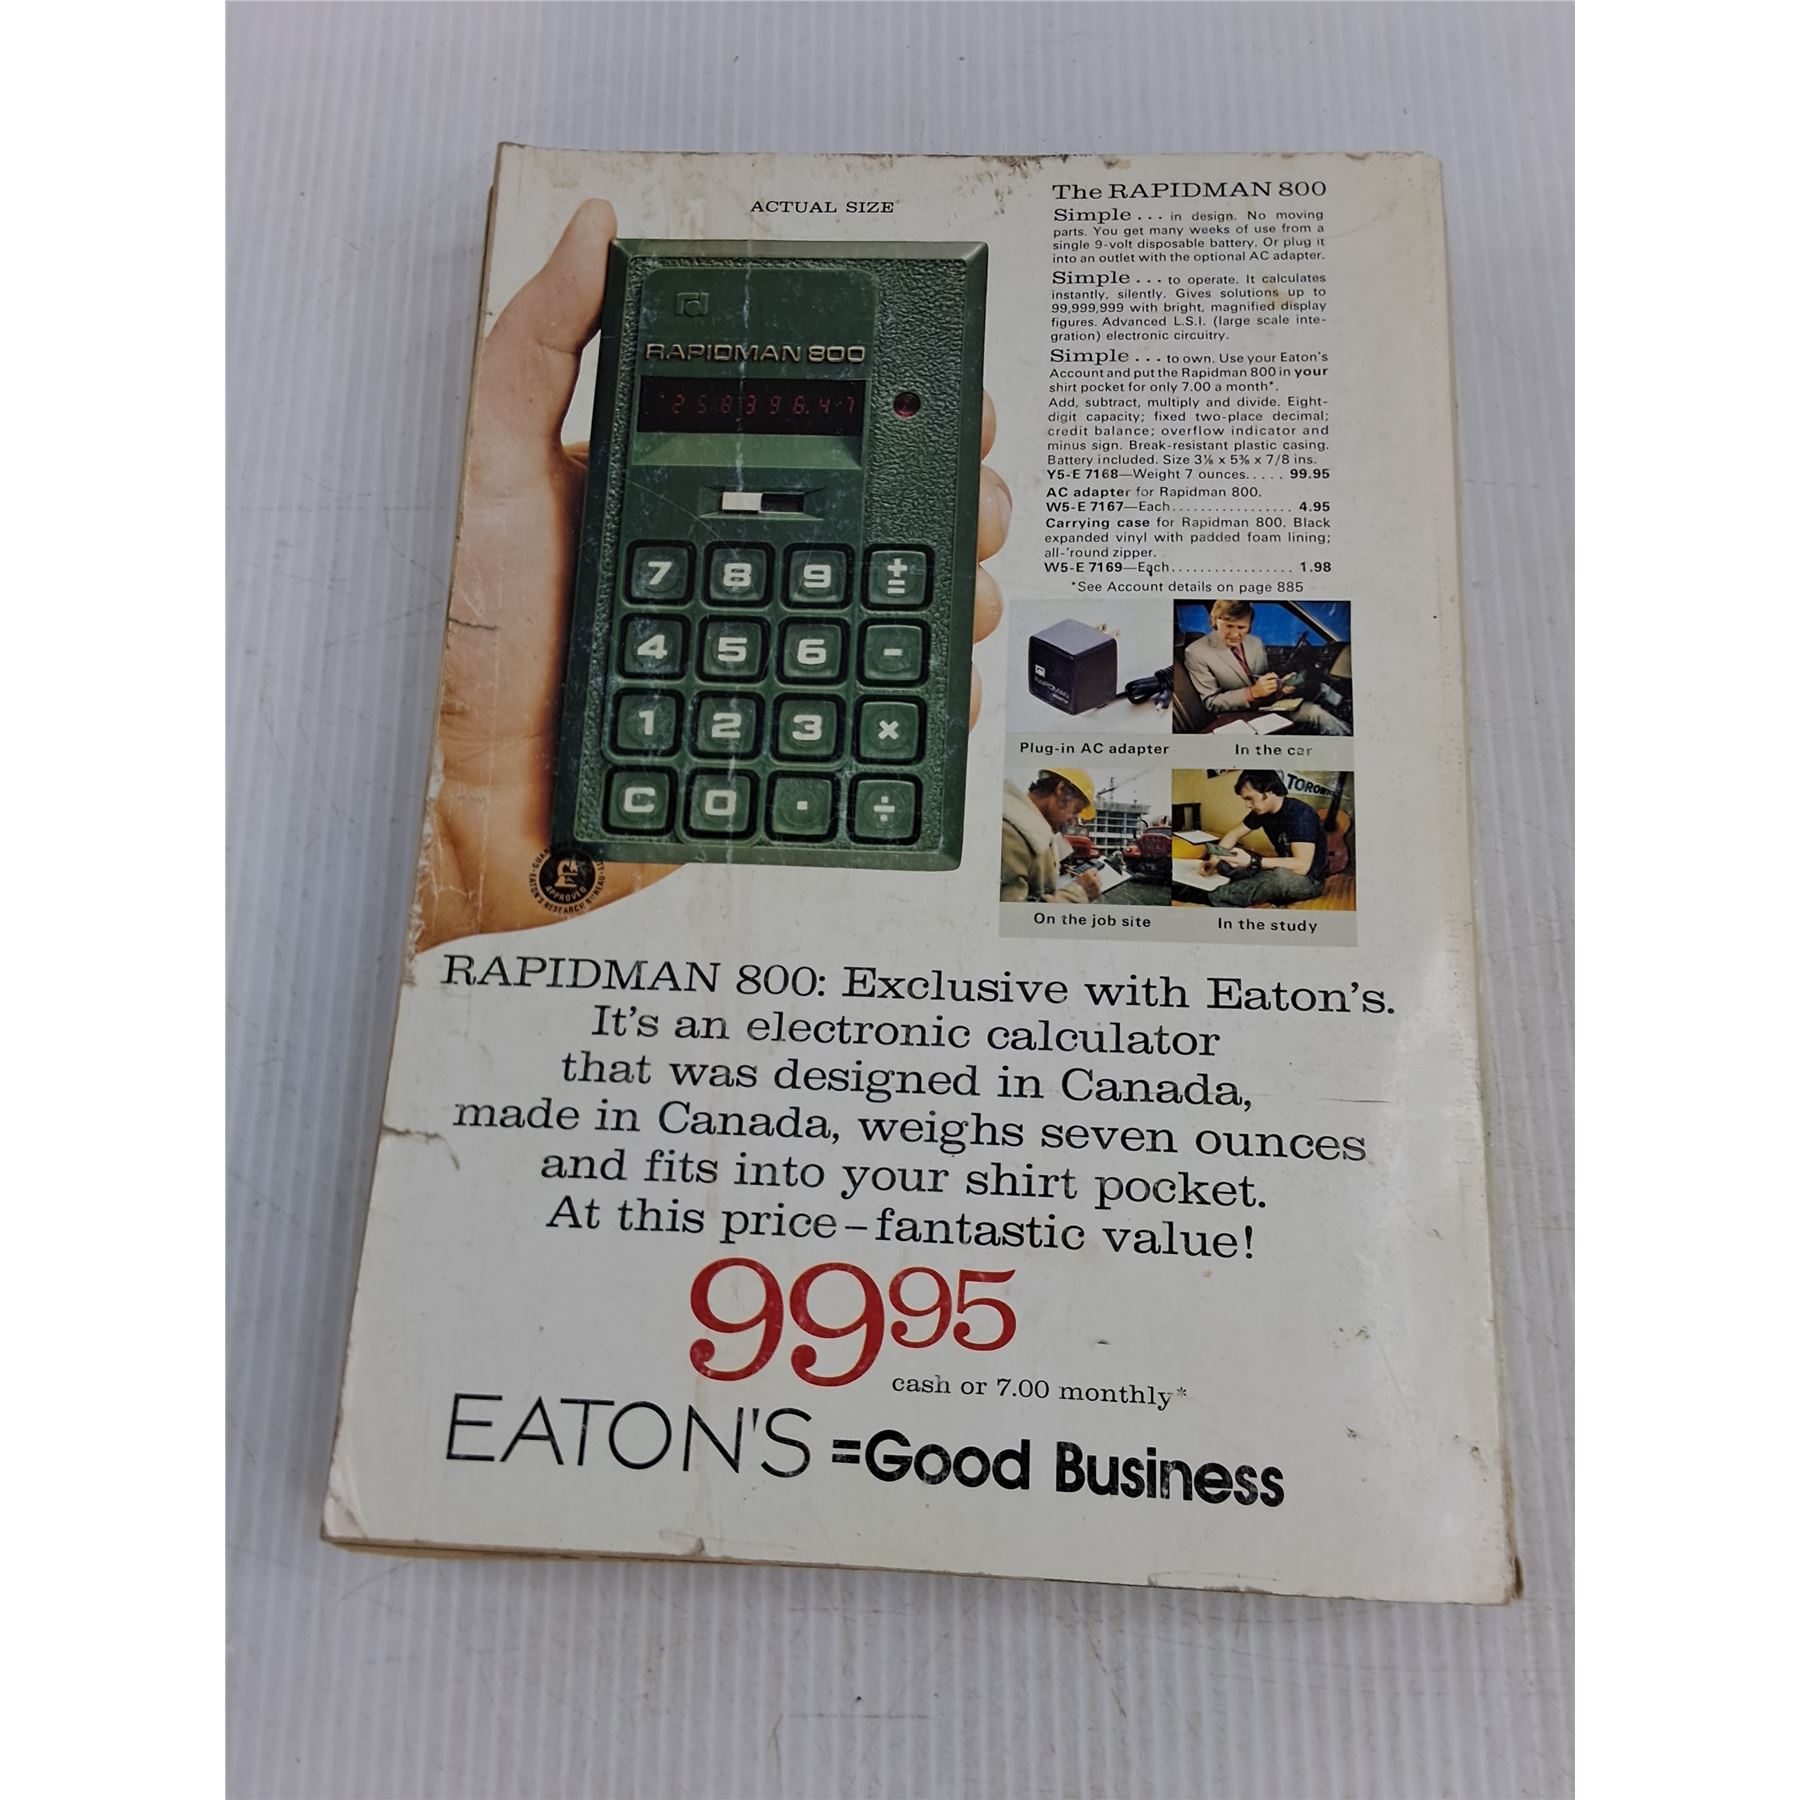 ACTUAL SIZE
rd
RAPIDMAN 800
258396.47
7 8 9 ±=
4 5 6 -
1 2 3 x
C 0 . ÷
EATON'S RESEARCH BUREAU
APPROVED
The RAPIDMAN 800
Simple . . . in design. No moving
parts. You get many weeks of use from a
single 9-volt disposable battery. Or plug it
into an outlet with the optional AC adapter.
Simple . . . to operate. It calculates
instantly, silently. Gives solutions up to
99,999,999 with bright, magnified display
figures. Advanced L.S.I. (large scale inte-
gration) electronic circuitry.
Simple . . . to own. Use your Eaton's
Account and put the Rapidman 800 in your
shirt pocket for only 7.00 a month*.
Add, subtract, multiply and divide. Eight-
digit capacity; fixed two-place decimal;
credit balance; overflow indicator and
minus sign. Break-resistant plastic casing.
Battery included. Size 3⅛ x 5⅜ x 7/8 ins.
Y5-E 7168—Weight 7 ounces..... 99.95
AC adapter for Rapidman 800.
W5-E 7167—Each................. 4.95
Carrying case for Rapidman 800. Black
expanded vinyl with padded foam lining;
all-'round zipper.
W5-E 7169—Each................. 1.98
*See Account details on page 885
RAPIDMAN
Plug-in AC adapter
In the car
TORON
On the job site
In the study
RAPIDMAN 800: Exclusive with Eaton's.
It's an electronic calculator
that was designed in Canada,
made in Canada, weighs seven ounces
and fits into your shirt pocket.
At this price–fantastic value!
9995
cash or 7.00 monthly*
EATON'S =Good Business